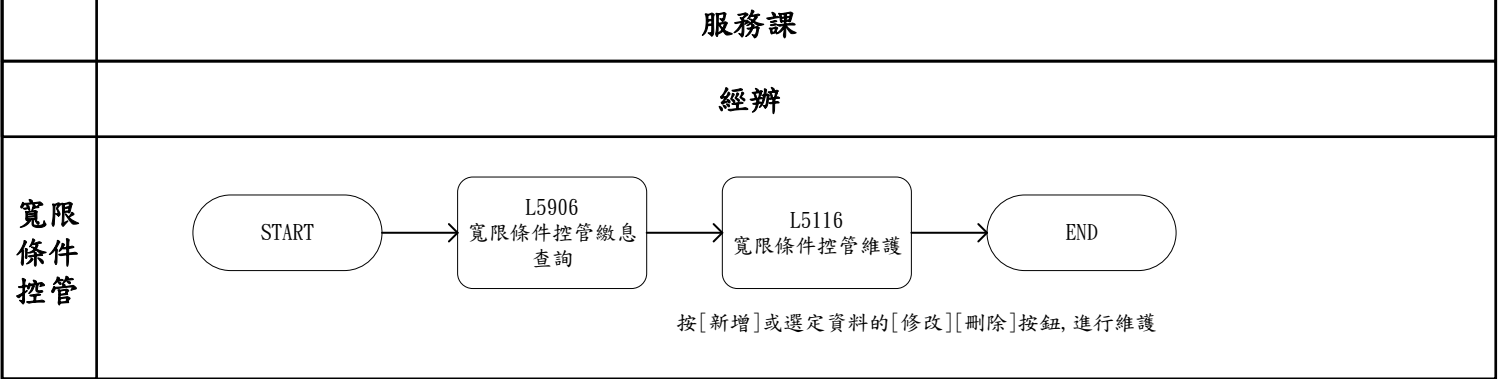 服務課
經辦
寬限
條件
控管
START
L5906
寬限條件控管繳息
查詢
L5116
寬限條件控管維護
END
按[新增]或選定資料的[修改][刪除]按鈕, 進行維護